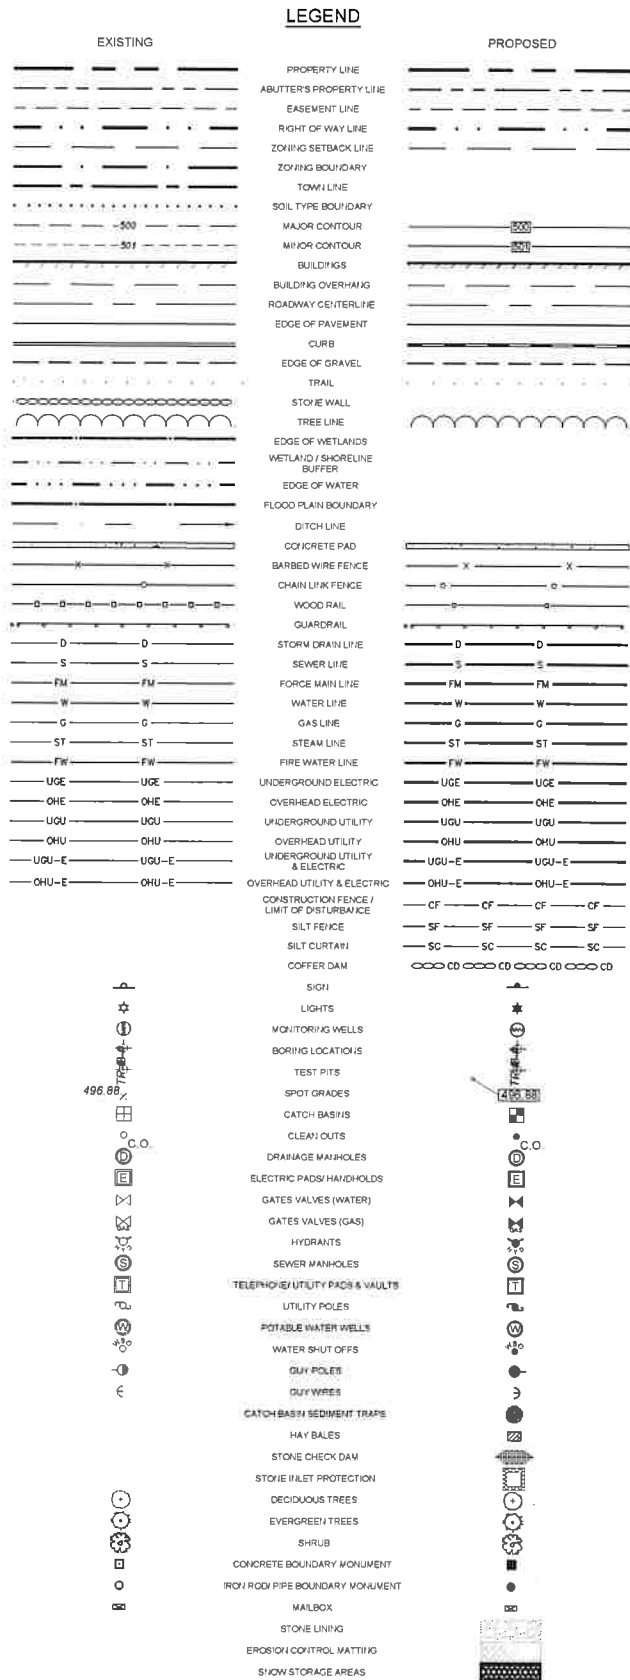 LEGEND
EXISTING PROPOSED
PROPERTY LINE
ABUTTER'S PROPERTY LINE
EASEMENT LINE
RIGHT OF WAY LINE
ZONING SETBACK LINE
ZONING BOUNDARY
TOWN LINE
SOIL TYPE BOUNDARY
500 MAJOR CONTOUR 500
501 MINOR CONTOUR 501
BUILDINGS
BUILDING OVERHANG
ROADWAY CENTERLINE
EDGE OF PAVEMENT
CURB
EDGE OF GRAVEL
TRAIL
STONE WALL
TREE LINE
EDGE OF WETLANDS
WETLAND / SHORELINE
BUFFER
EDGE OF WATER
FLOOD PLAIN BOUNDARY
DITCH LINE
CONCRETE PAD
X X BARBED WIRE FENCE X X
CHAIN LINK FENCE
WOOD RAIL
GUARDRAIL
D D STORM DRAIN LINE D D
S S SEWER LINE S S
FM FM FORCE MAIN LINE FM FM
W W WATER LINE W W
G G GAS LINE G G
ST ST STEAM LINE ST ST
FW FW FIRE WATER LINE FW FW
UGE UGE UNDERGROUND ELECTRIC UGE UGE
OHE OHE OVERHEAD ELECTRIC OHE OHE
UGU UGU UNDERGROUND UTILITY UGU UGU
OHU OHU OVERHEAD UTILITY OHU OHU
UGU-E UGU-E UNDERGROUND UTILITY
& ELECTRIC UGU-E UGU-E
OHU-E OHU-E OVERHEAD UTILITY & ELECTRIC OHU-E OHU-E
CONSTRUCTION FENCE /
LIMIT OF DISTURBANCE CF CF CF CF
SILT FENCE SF SF SF SF
SILT CURTAIN SC SC SC SC
COFFER DAM CD CD CD CD
SIGN
LIGHTS
MONITORING WELLS
BORING LOCATIONS
TEST PITS
496.88 SPOT GRADES 496.88
CATCH BASINS
C.O. CLEAN OUTS C.O.
D DRAINAGE MANHOLES D
E ELECTRIC PADS/ HANDHOLDS E
GATES VALVES (WATER)
GATES VALVES (GAS)
HYDRANTS
S SEWER MANHOLES S
T TELEPHONE/ UTILITY PADS & VAULTS T
UTILITY POLES
W POTABLE WATER WELLS W
WATER SHUT OFFS
GUY POLES
GUY WIRES
CATCH BASIN SEDIMENT TRAPS
HAY BALES
STONE CHECK DAM
STONE INLET PROTECTION
DECIDUOUS TREES
EVERGREEN TREES
SHRUB
CONCRETE BOUNDARY MONUMENT
IRON ROD/ PIPE BOUNDARY MONUMENT
MAILBOX
STONE LINING
EROSION CONTROL MATTING
SNOW STORAGE AREAS